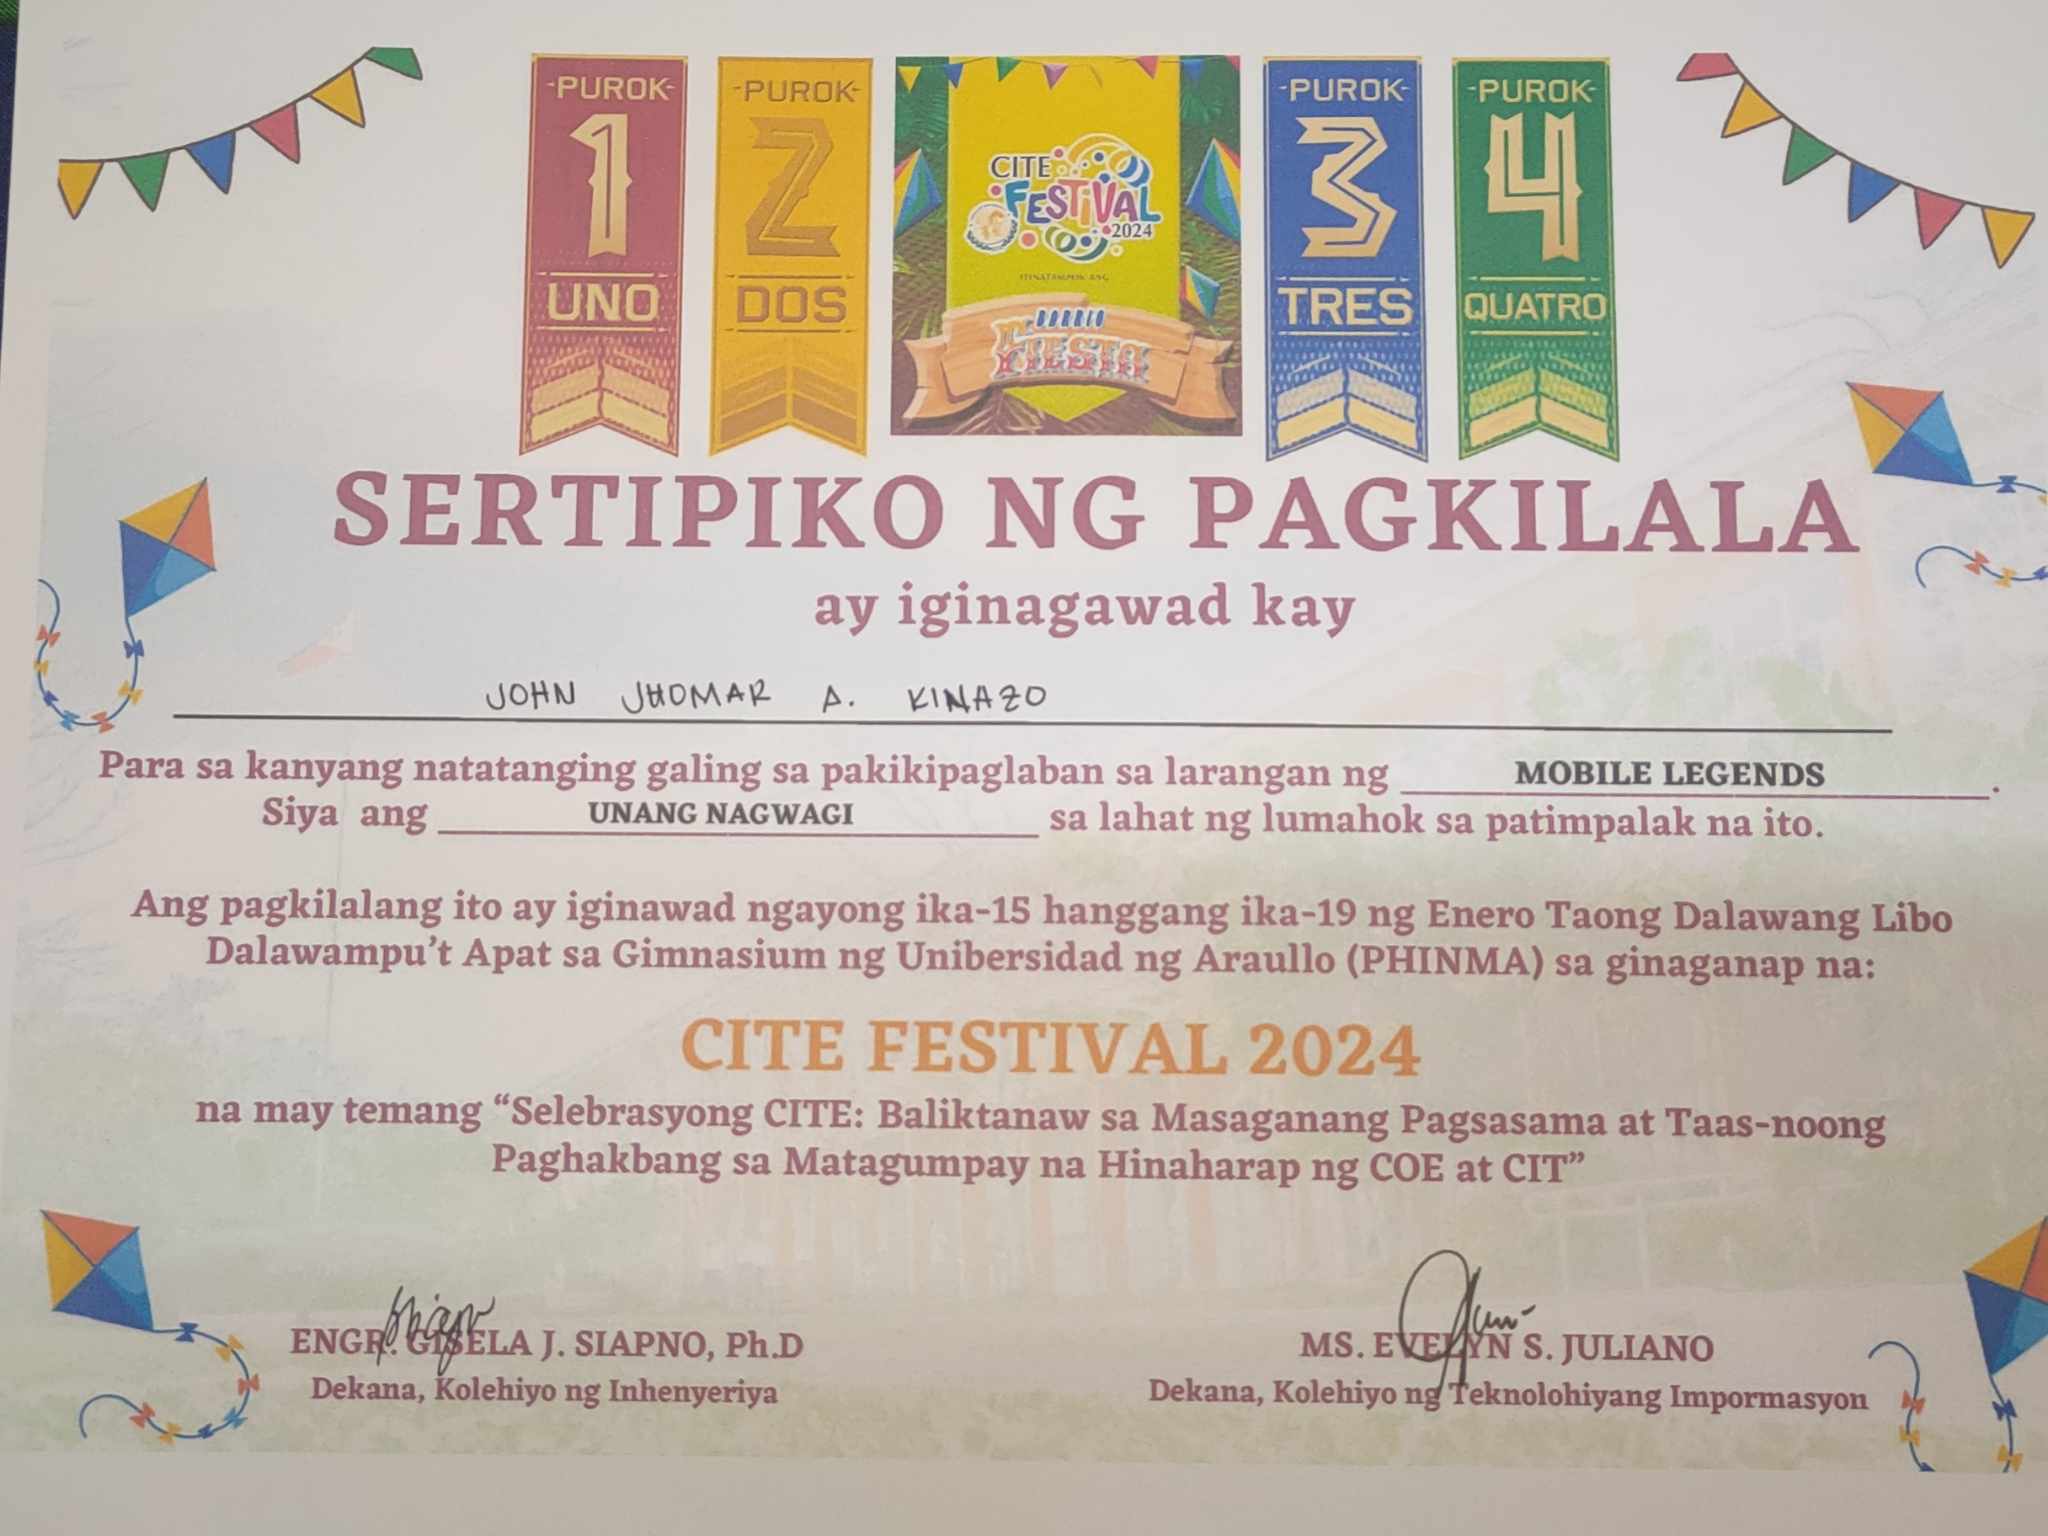 -PUROK-
1
UNO
-PUROK-
2
DOS
CITE
FESTIVAL
2024
ITINATAMPOK ANG
BARRIO
FIESTA
-PUROK-
3
TRES
-PUROK-
4
QUATRO
SERTIPIKO NG PAGKILALA
ay iginagawad kay
JOHN JHOMAR A. KINAZO
Para sa kanyang natatanging galing sa pakikipaglaban sa larangan ng MOBILE LEGENDS.
Siya ang UNANG NAGWAGI sa lahat ng lumahok sa patimpalak na ito.
Ang pagkilalang ito ay iginawad ngayong ika-15 hanggang ika-19 ng Enero Taong Dalawang Libo
Dalawampu't Apat sa Gimnasium ng Unibersidad ng Araullo (PHINMA) sa ginaganap na:
CITE FESTIVAL 2024
na may temang “Selebrasyong CITE: Baliktanaw sa Masaganang Pagsasama at Taas-noong
Paghakbang sa Matagumpay na Hinaharap ng COE at CIT”
ENGR. GISELA J. SIAPNO, Ph.D
Dekana, Kolehiyo ng Inhenyeriya
MS. EVELYN S. JULIANO
Dekana, Kolehiyo ng Teknolohiyang Impormasyon